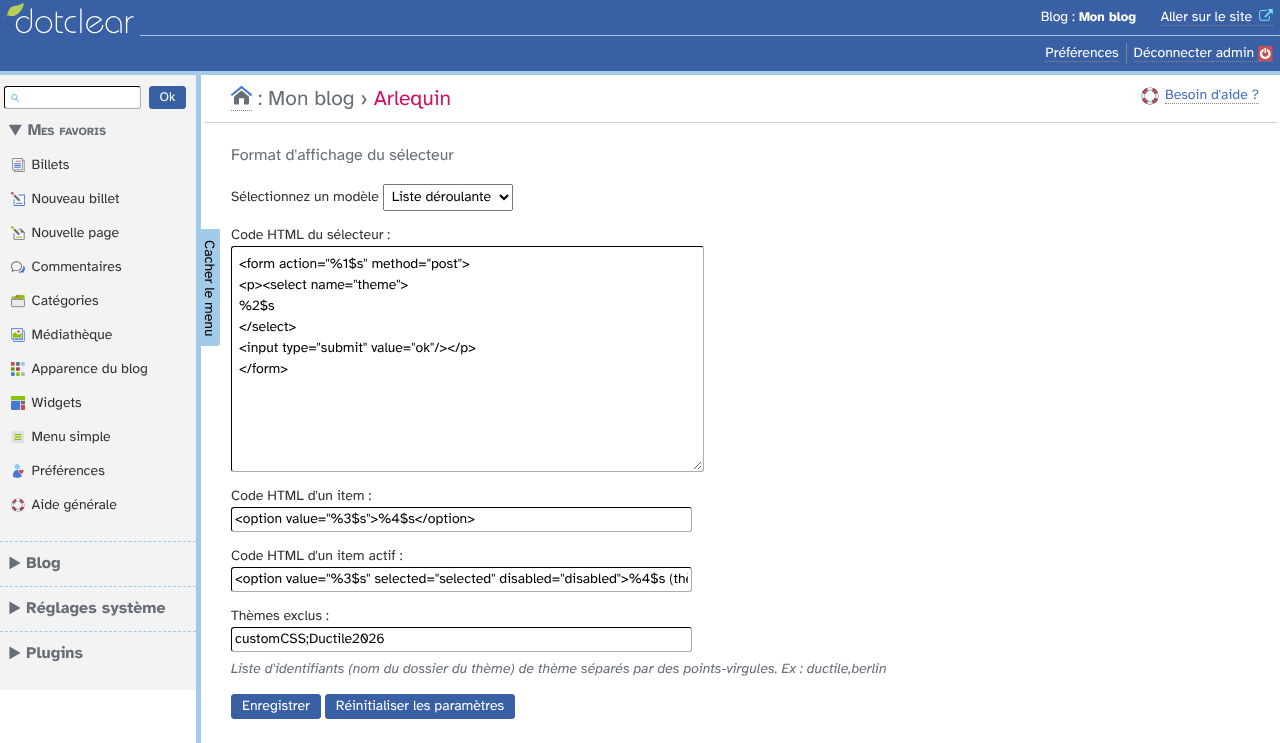 dotclear
Blog : Mon blog
Aller sur le site
Préférences
Déconnecter admin
Ok
Mes favoris
Billets
Nouveau billet
Nouvelle page
Commentaires
Catégories
Médiathèque
Apparence du blog
Widgets
Menu simple
Préférences
Aide générale
Blog
Réglages système
Plugins
Cacher le menu
: Mon blog › Arlequin
Besoin d'aide ?
Format d'affichage du sélecteur
Sélectionnez un modèle Liste déroulante
Code HTML du sélecteur :
<form action="%1$s" method="post">
<p><select name="theme">
%2$s
</select>
<input type="submit" value="ok"/></p>
</form>
Code HTML d'un item :
<option value="%3$s">%4$s</option>
Code HTML d'un item actif :
<option value="%3$s" selected="selected" disabled="disabled">%4$s (th
Thèmes exclus :
customCSS;Ductile2026
Liste d'identifiants (nom du dossier du thème) de thème séparés par des points-virgules. Ex : ductile,berlin
Enregistrer
Réinitialiser les paramètres